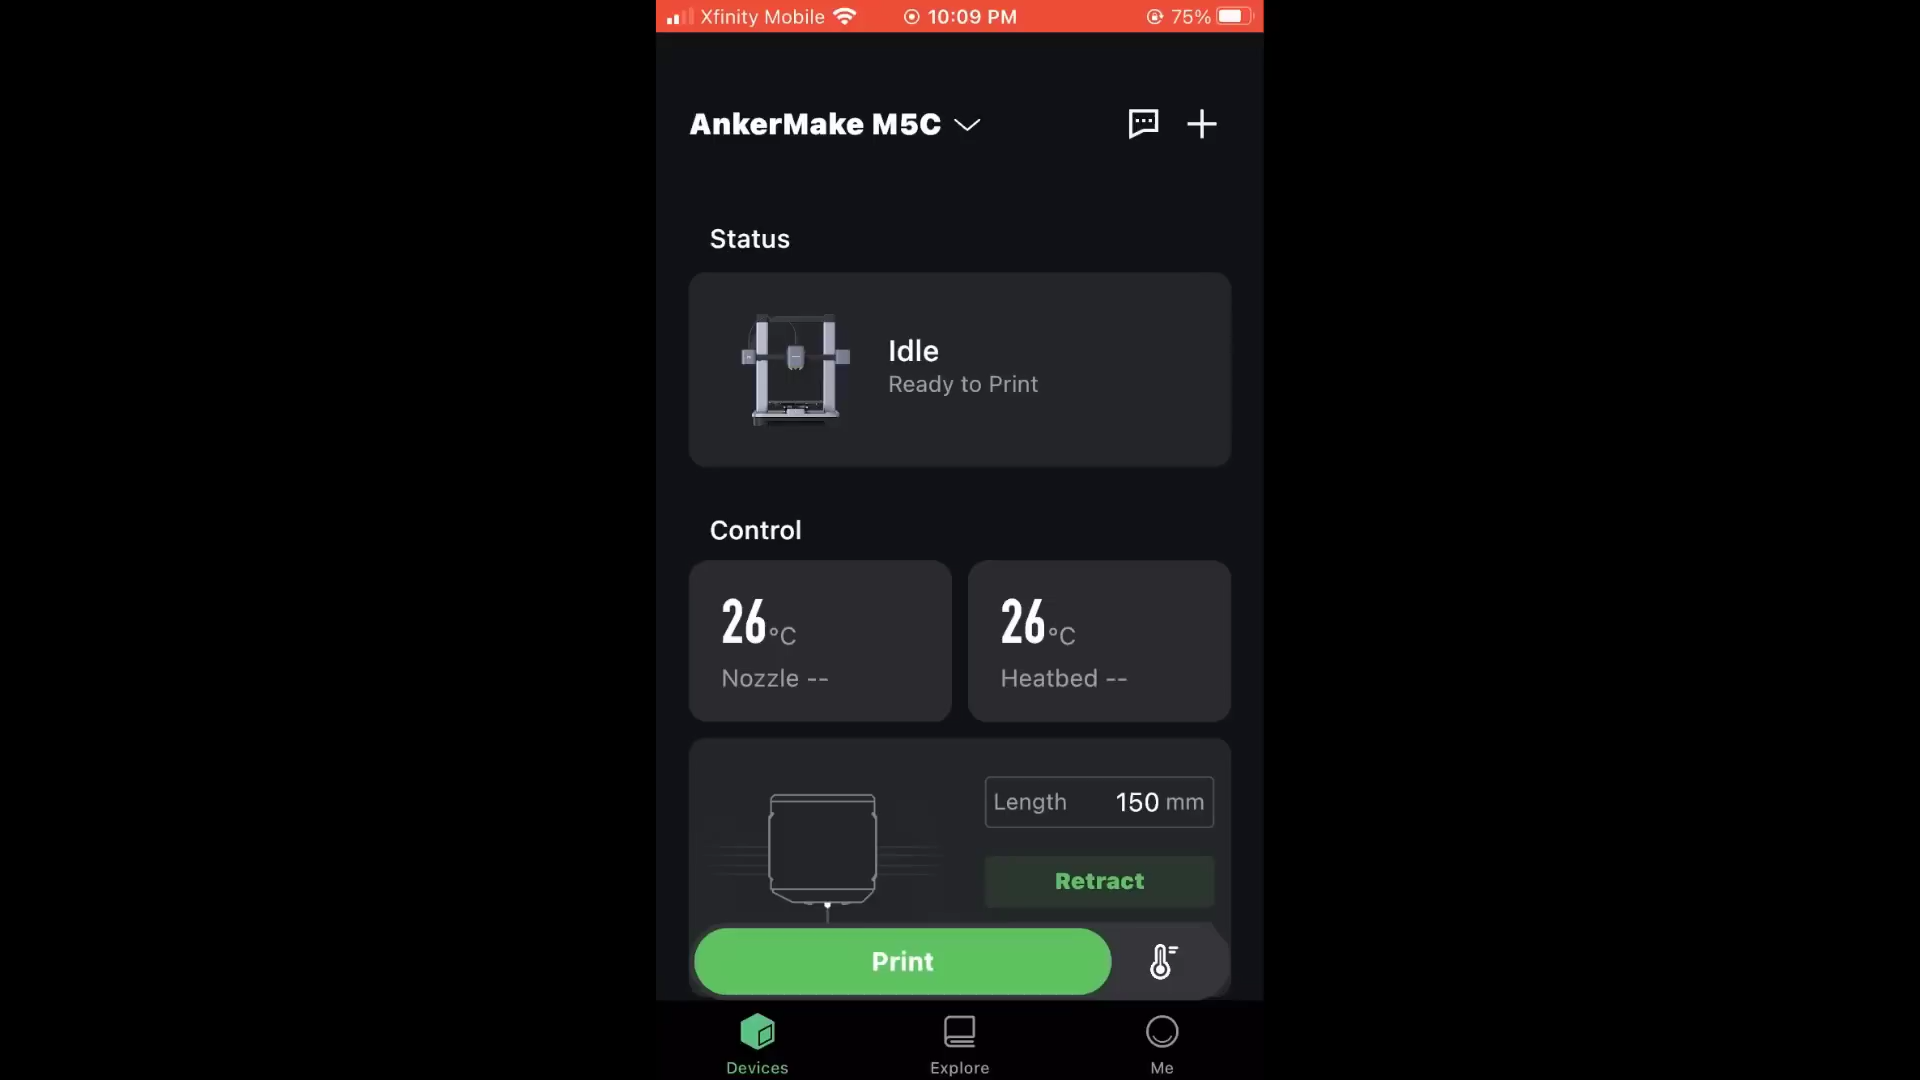 Xfinity Mobile 10:09 PM 75%
AnkerMake M5C
Status
Idle
Ready to Print
Control
26°C
Nozzle --
26°C
Heatbed --
Length 150 mm
Retract
Print
Devices Explore Me